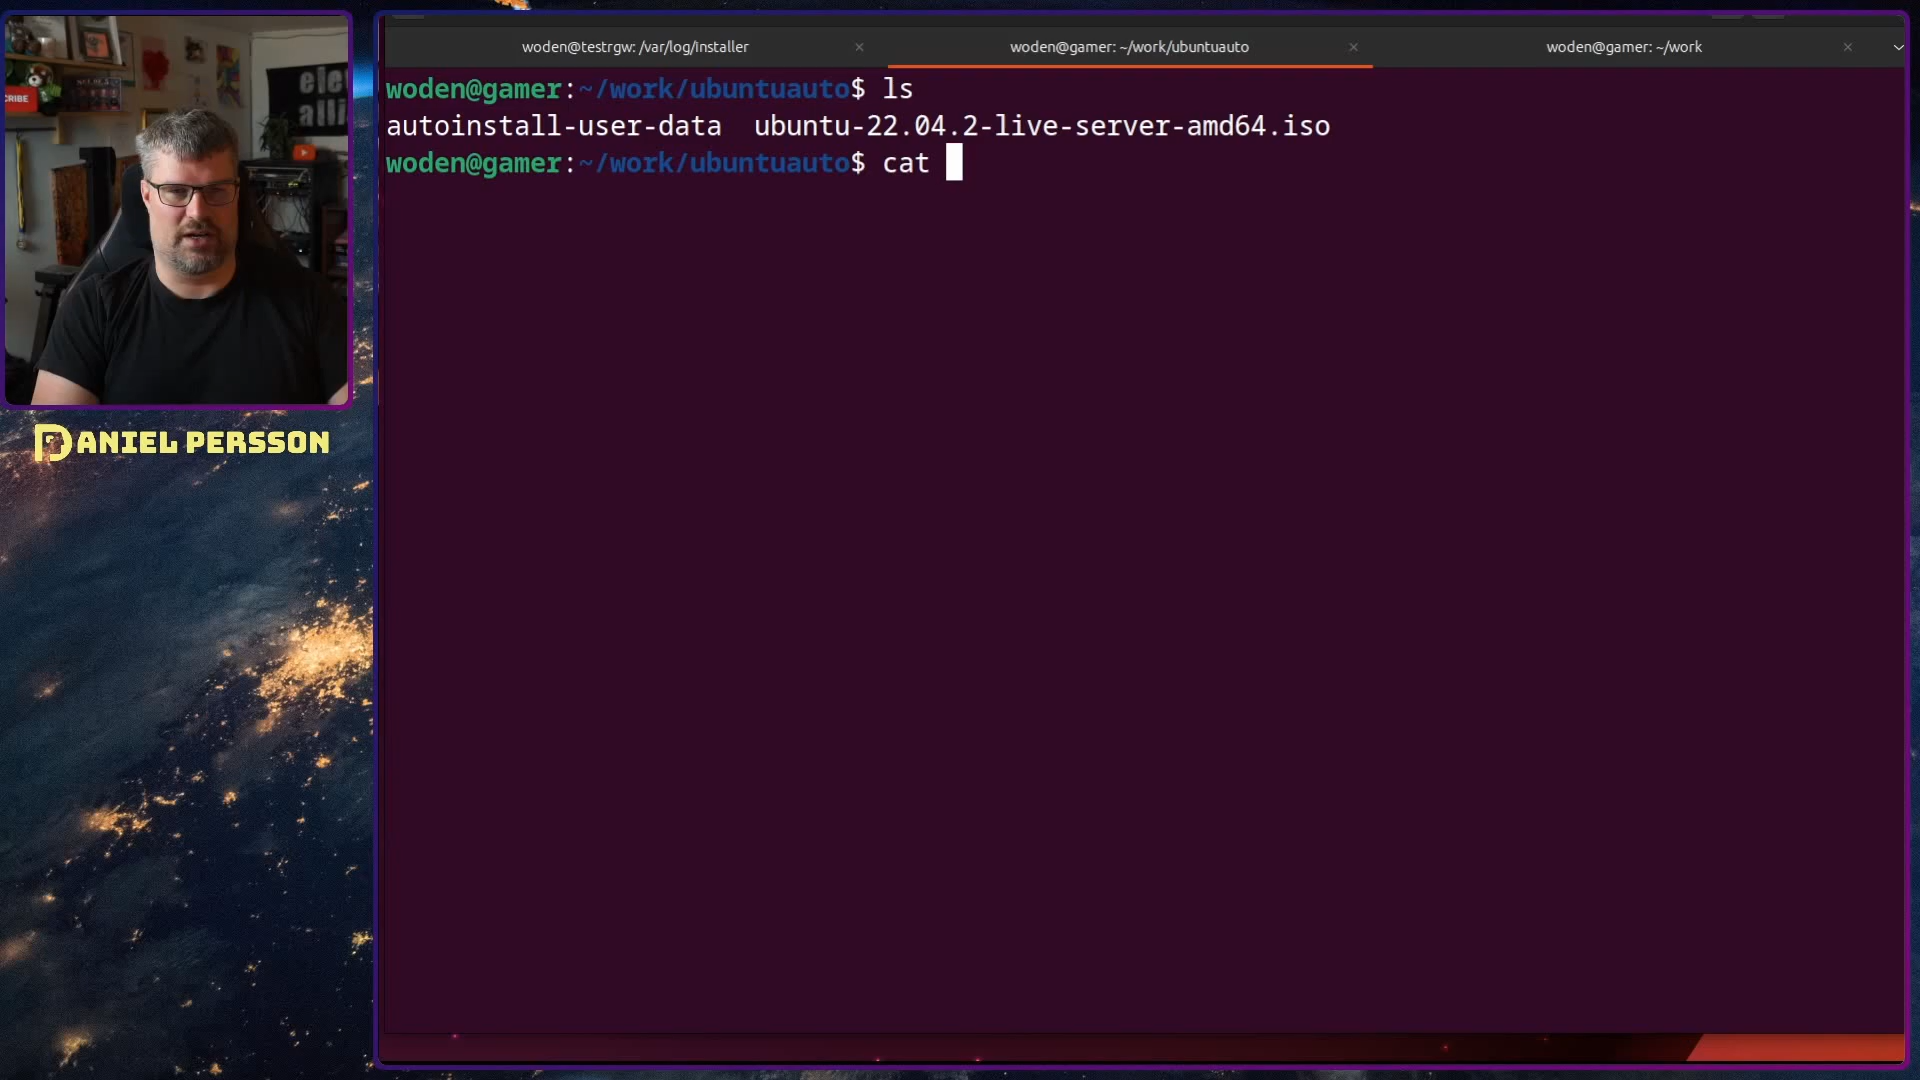 woden@testrgw: /var/log/installer × woden@gamer: ~/work/ubuntuauto × woden@gamer: ~/work ×
woden@gamer:~/work/ubuntuauto$ ls
autoinstall-user-data ubuntu-22.04.2-live-server-amd64.iso
woden@gamer:~/work/ubuntuauto$ cat
CRIBE
DANIEL PERSSON